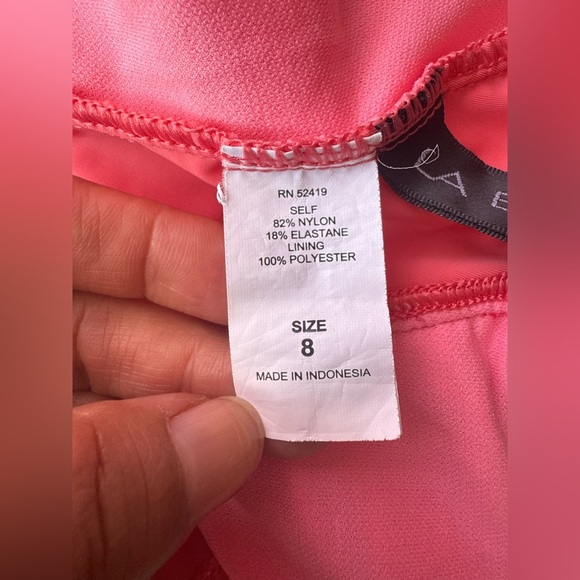 RN 52419
SELF
82% NYLON
18% ELASTANE
LINING
100% POLYESTER
SIZE
8
MADE IN INDONESIA